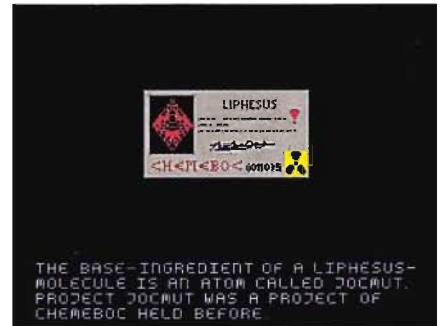 LIPHESUS
CHEMEBOC
THE BASE-INGREDIENT OF A LIPHESUS-
MOLECULE IS AN ATOM CALLED JOCMUT.
PROJECT JOCMUT WAS A PROJECT OF
CHEMEBOC HELD BEFORE.